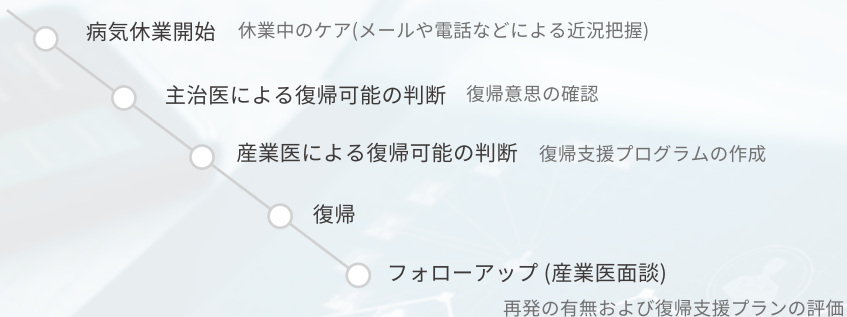 病気休業開始 休業中のケア(メールや電話などによる近況把握)
主治医による復帰可能の判断 復帰意思の確認
産業医による復帰可能の判断 復帰支援プログラムの作成
復帰
フォローアップ (産業医面談)
再発の有無および復帰支援プランの評価